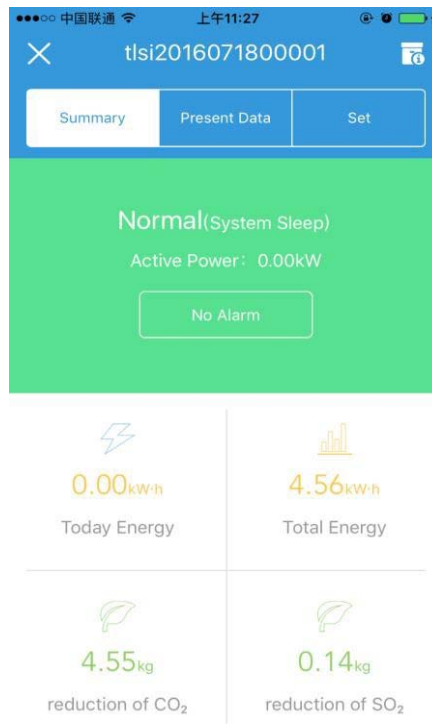 中国联通 上午11:27
tlsi2016071800001
Summary Present Data Set
Normal(System Sleep)
Active Power: 0.00kW
No Alarm
0.00kW·h 4.56kW·h
Today Energy Total Energy
4.55kg 0.14kg
reduction of CO₂ reduction of SO₂